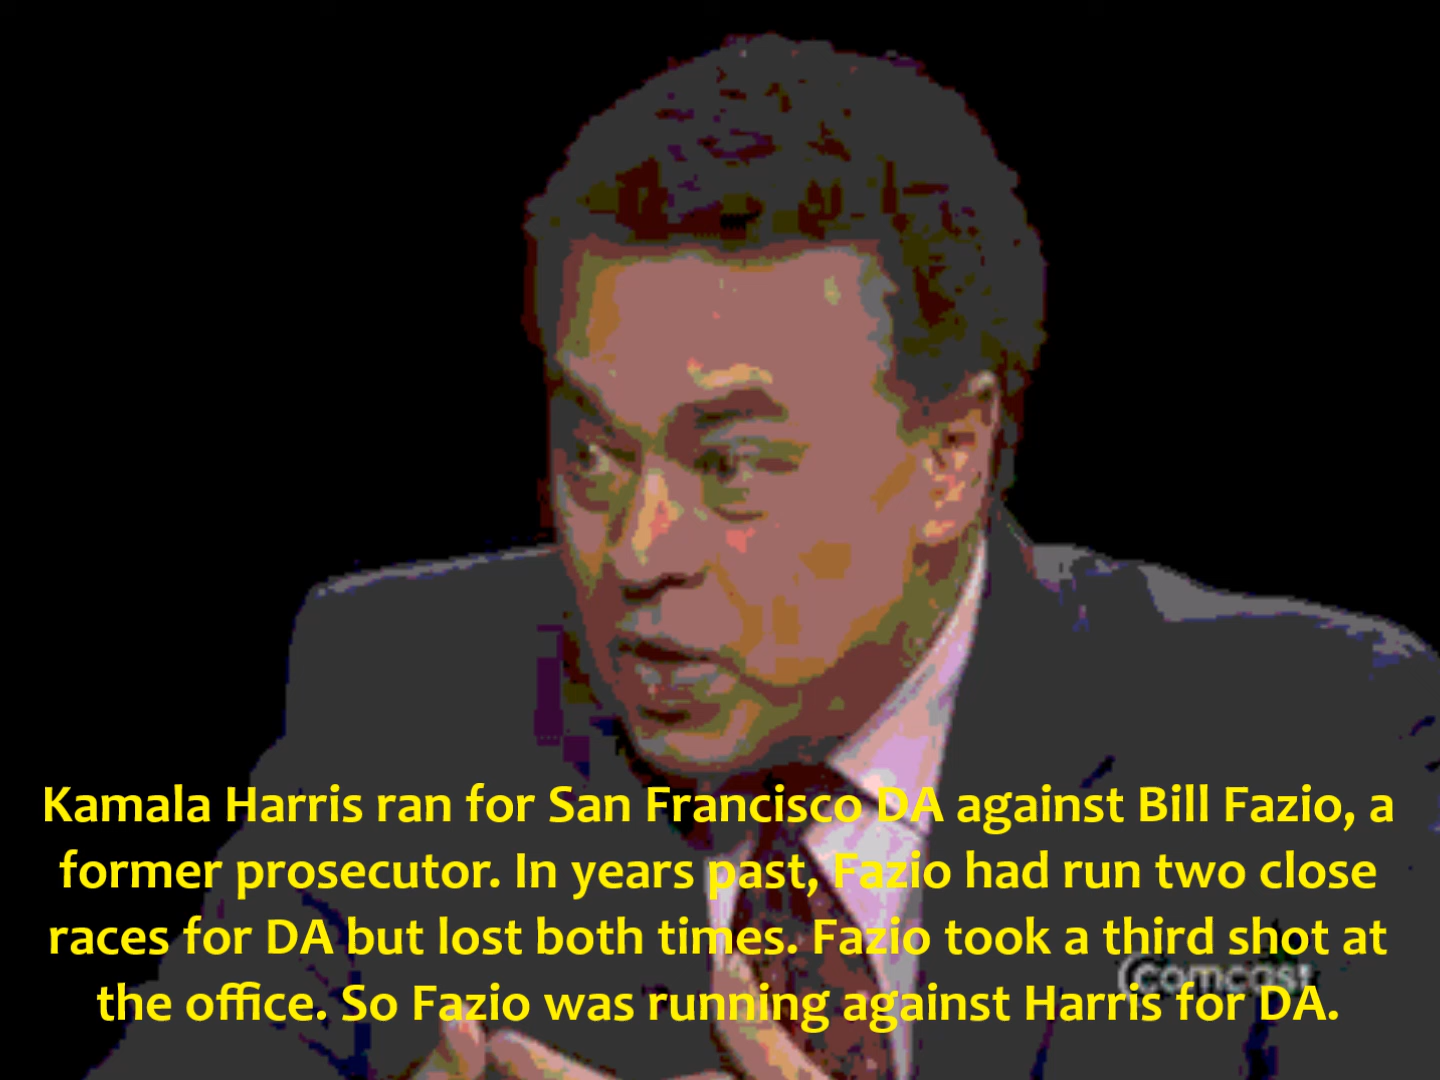 Kamala Harris ran for San Francisco DA against Bill Fazio, a
former prosecutor. In years past, Fazio had run two close
races for DA but lost both times. Fazio took a third shot at
the office. So Fazio was running against Harris for DA.
comcast